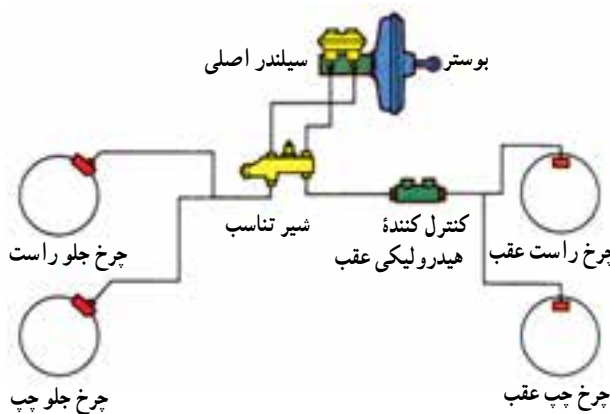 بوستر
سیلندر اصلی
شیر تناسب
کنترل کنندۀ
هیدرولیکی عقب
چرخ راست عقب
چرخ جلو راست
چرخ چپ عقب
چرخ جلو چپ